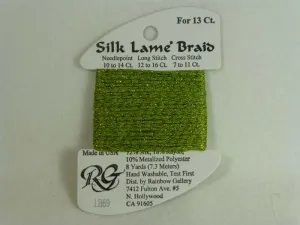 For 13 Ct.
Silk Lamé Braid
Needlepoint Long Stitch Cross Stitch
10 to 14 Ct. 12 to 16 Ct. 7 to 11 Ct.
Made in USA
10% Metalized Polyester
8 Yards (7.3 Meters)
Hand Washable, Test First
Dist. by Rainbow Gallery
7412 Fulton Ave. #5
N. Hollywood
CA 91605
RG